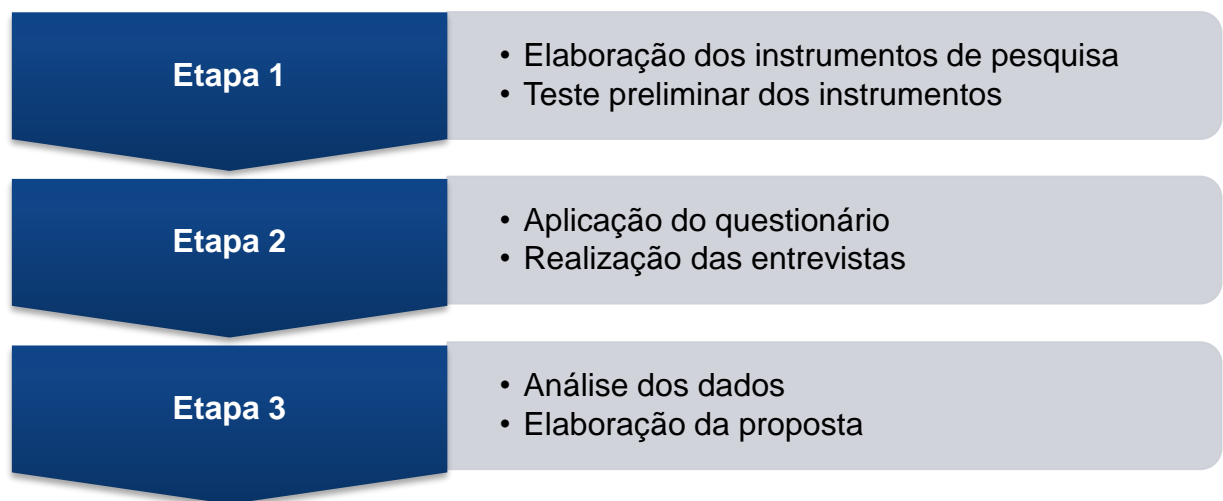 Etapa 1
• Elaboração dos instrumentos de pesquisa
• Teste preliminar dos instrumentos
Etapa 2
• Aplicação do questionário
• Realização das entrevistas
Etapa 3
• Análise dos dados
• Elaboração da proposta